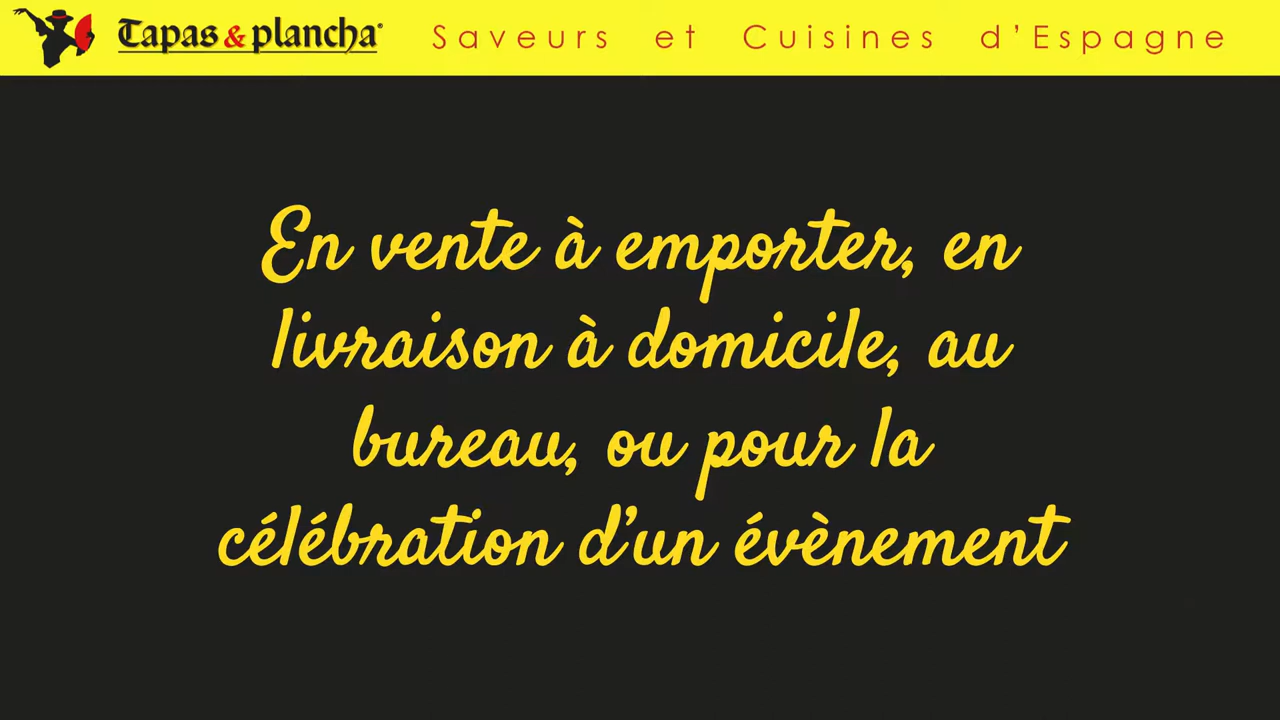 Tapas & plancha® Saveurs et Cuisines d'Espagne
En vente à emporter, en
livraison à domicile, au
bureau, ou pour la
célébration d'un évènement